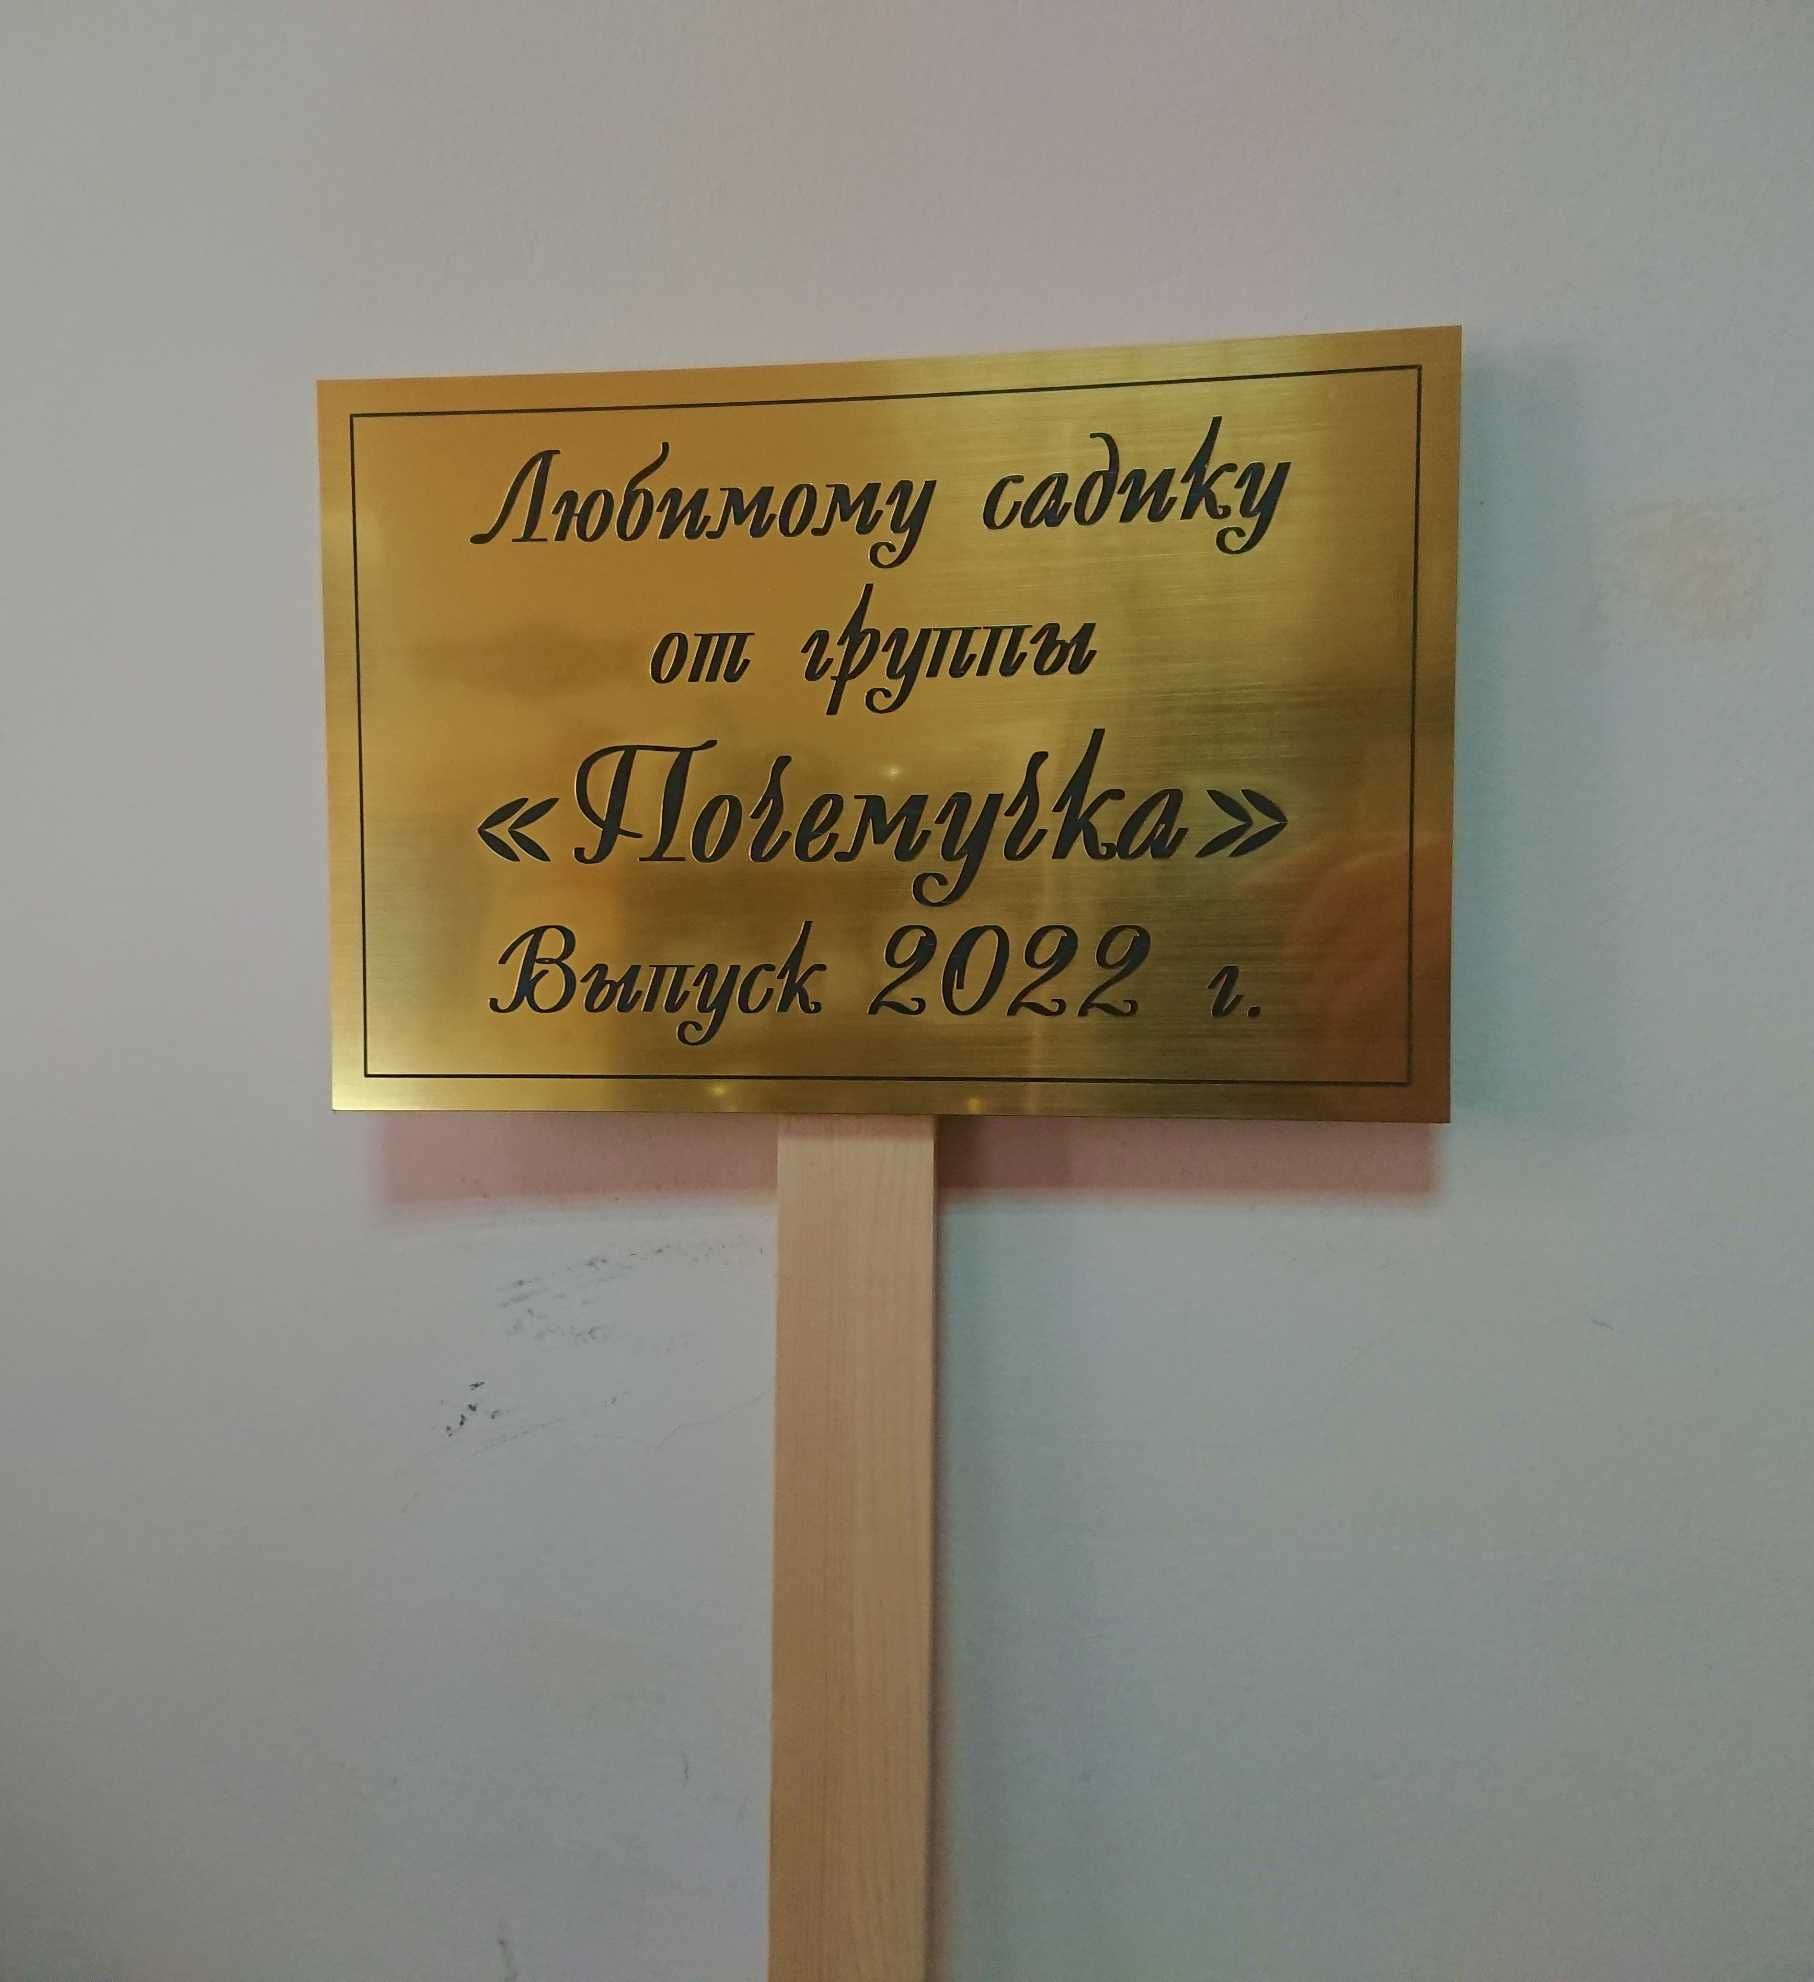 Любимому садику
от группы
«Почемучка»
Выпуск 2022 г.